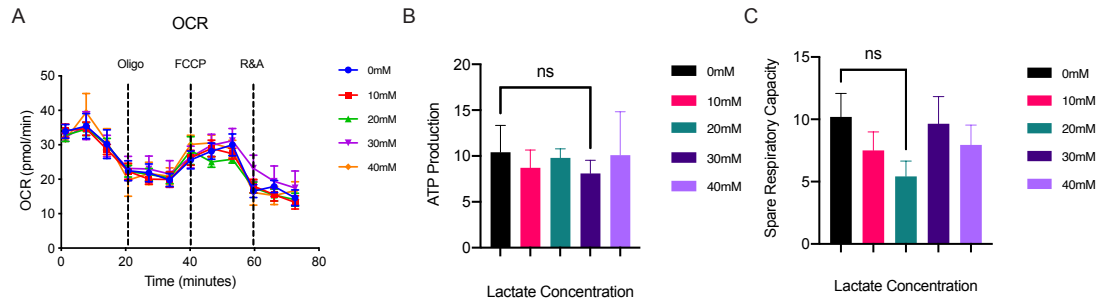 A
OCR
Oligo FCCP R&A
OCR (pmol/min)
50
40
30
20
10
0
0 20 40 60 80
Time (minutes)
0mM
10mM
20mM
30mM
40mM
B
ns
ATP Production
20
15
10
5
0
Lactate Concentration
0mM
10mM
20mM
30mM
40mM
C
ns
Spare Respiratory Capacity
15
10
5
0
Lactate Concentration
0mM
10mM
20mM
30mM
40mM